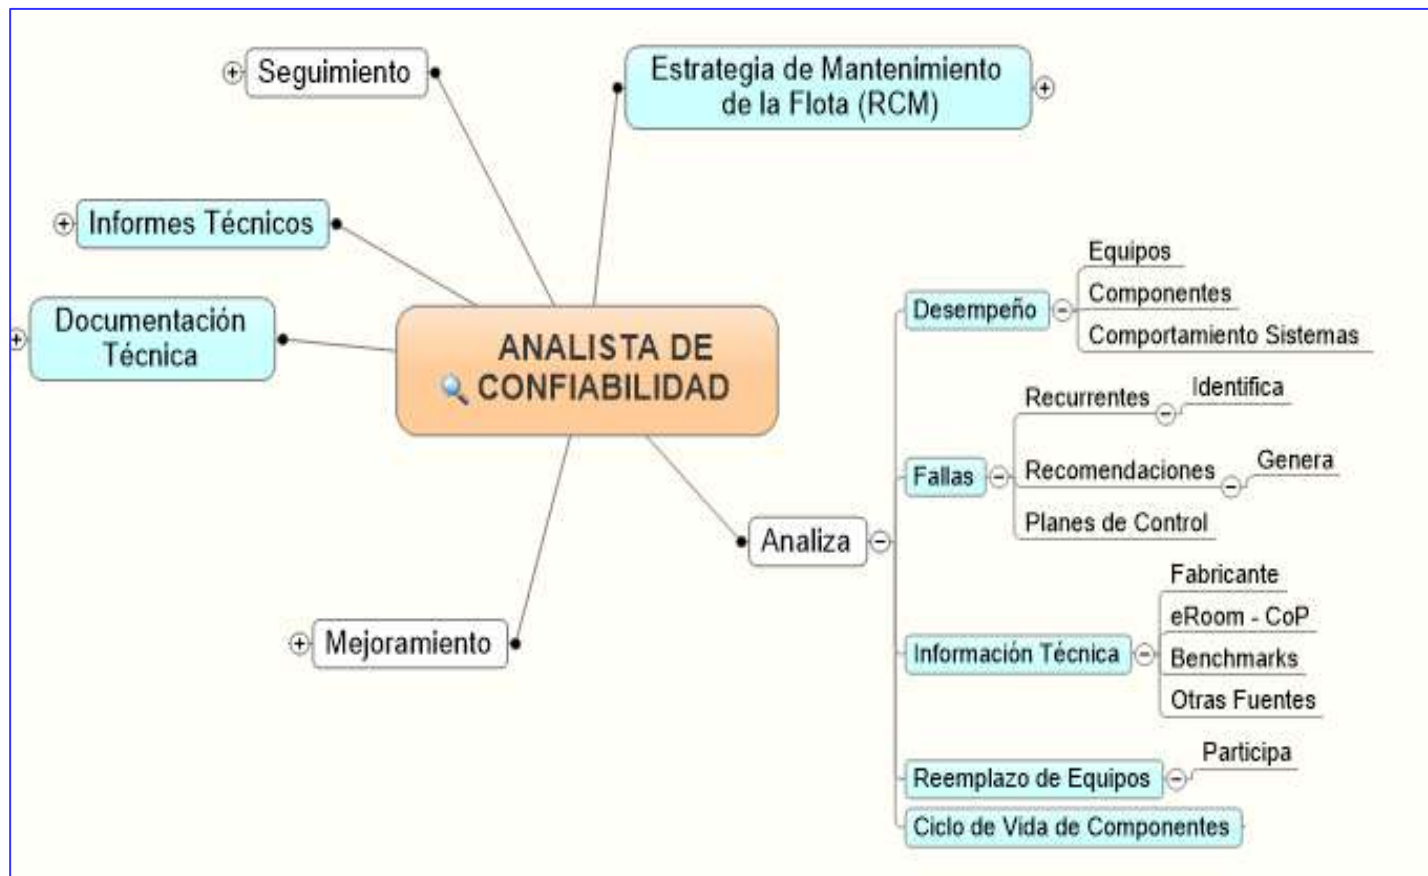 Seguimiento
Estrategia de Mantenimiento
de la Flota (RCM)
Informes Técnicos
Documentación
Técnica
ANALISTA DE
CONFIABILIDAD
Mejoramiento
Analiza
Desempeño
Equipos
Componentes
Comportamiento Sistemas
Fallas
Recurrentes
Identifica
Recomendaciones
Genera
Planes de Control
Información Técnica
Fabricante
eRoom - CoP
Benchmarks
Otras Fuentes
Reemplazo de Equipos
Participa
Ciclo de Vida de Componentes